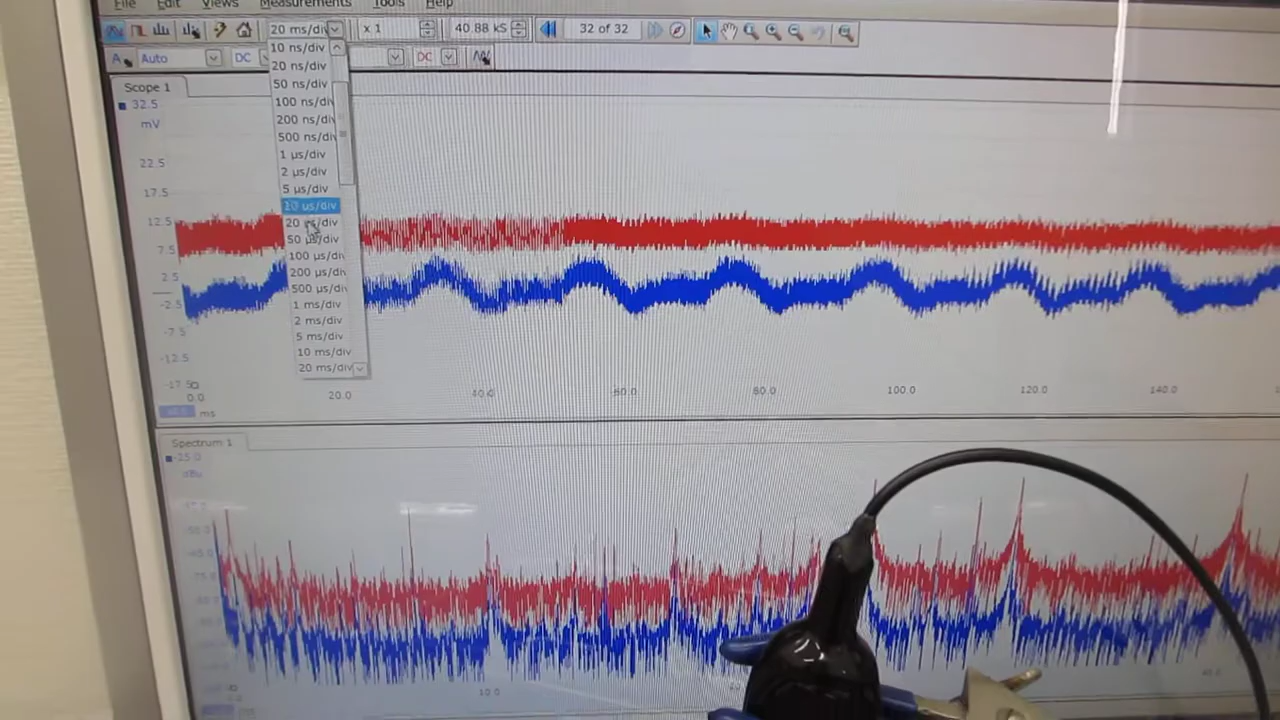 File Edit Views Measurements Tools Help
20 ms/div x 1 40.88 kS 32 of 32
A Auto DC DC
10 ns/div
20 ns/div
50 ns/div
100 ns/div
200 ns/div
500 ns/div
1 µs/div
2 µs/div
5 µs/div
20 µs/div
50 µs/div
100 µs/div
200 µs/div
500 µs/div
1 ms/div
2 ms/div
5 ms/div
10 ms/div
20 ms/div
Scope 1
32.5
mV
22.5
17.5
12.5
7.5
2.5
-2.5
-7.5
-12.5
-17.5
0.0 20.0 40.0 60.0 80.0 100.0 120.0 140.0
ms
Spectrum 1
-25.0
dBu
10.0